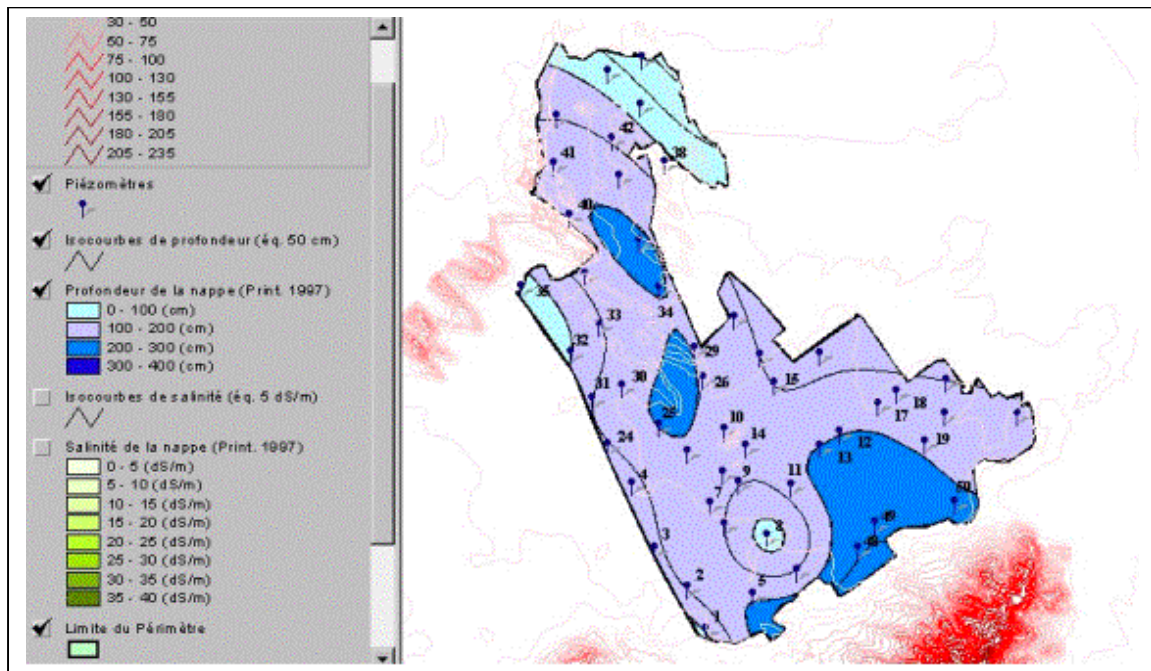 30 - 50
50 - 75
75 - 100
100 - 130
130 - 155
155 - 180
180 - 205
205 - 235
Piézomètres
Isocourbes de profondeur (éq. 50 cm)
Profondeur de la nappe (Print. 1997)
0 - 100 (cm)
100 - 200 (cm)
200 - 300 (cm)
300 - 400 (cm)
Isocourbes de salinité (éq. 5 dS/m)
Salinité de la nappe (Print. 1997)
0 - 5 (dS/m)
5 - 10 (dS/m)
10 - 15 (dS/m)
15 - 20 (dS/m)
20 - 25 (dS/m)
25 - 30 (dS/m)
30 - 35 (dS/m)
35 - 40 (dS/m)
Limite du Périmètre
42
38
41
40
35
34
33
32
29
30
26
31
15
18
17
25
10
12
24
14
13
19
4
9
11
7
50
49
8
3
48
2
5
1